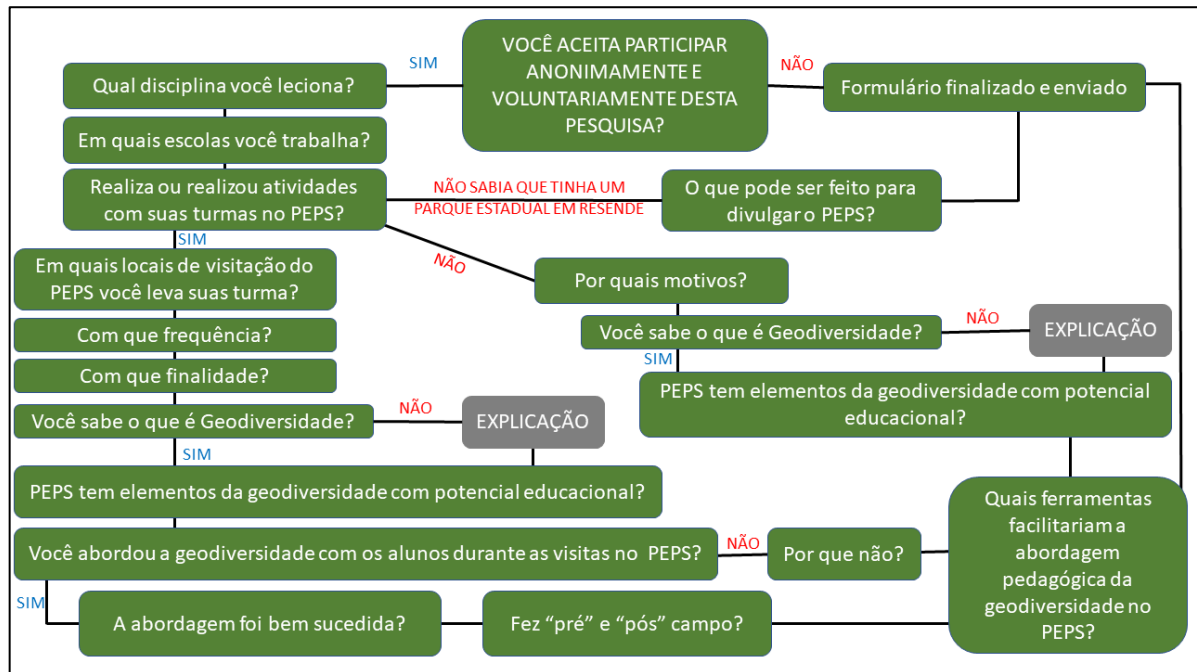 VOCÊ ACEITA PARTICIPAR
ANONIMAMENTE E
VOLUNTARIAMENTE DESTA
PESQUISA?
SIM
NÃO
Qual disciplina você leciona?
Formulário finalizado e enviado
Em quais escolas você trabalha?
Realiza ou realizou atividades
com suas turmas no PEPS?
NÃO SABIA QUE TINHA UM
PARQUE ESTADUAL EM RESENDE
O que pode ser feito para
divulgar o PEPS?
SIM
NÃO
Em quais locais de visitação do
PEPS você leva suas turma?
Por quais motivos?
Com que frequência?
Você sabe o que é Geodiversidade?
NÃO
EXPLICAÇÃO
SIM
Com que finalidade?
PEPS tem elementos da geodiversidade com potencial
educacional?
Você sabe o que é Geodiversidade?
NÃO
EXPLICAÇÃO
SIM
PEPS tem elementos da geodiversidade com potencial educacional?
Você abordou a geodiversidade com os alunos durante as visitas no PEPS?
NÃO
Por que não?
Quais ferramentas
facilitariam a
abordagem
pedagógica da
geodiversidade no
PEPS?
SIM
A abordagem foi bem sucedida?
Fez “pré” e “pós” campo?